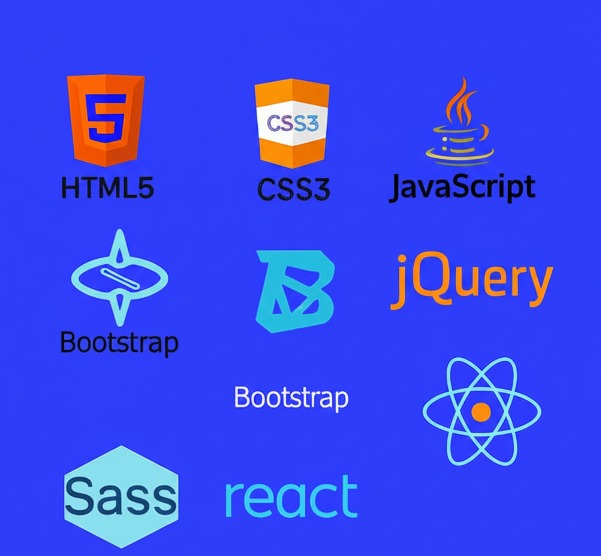 5
CSS3
HTML5
CSS3
JavaScript
B
jQuery
Bootstrap
Bootstrap
Sass
react